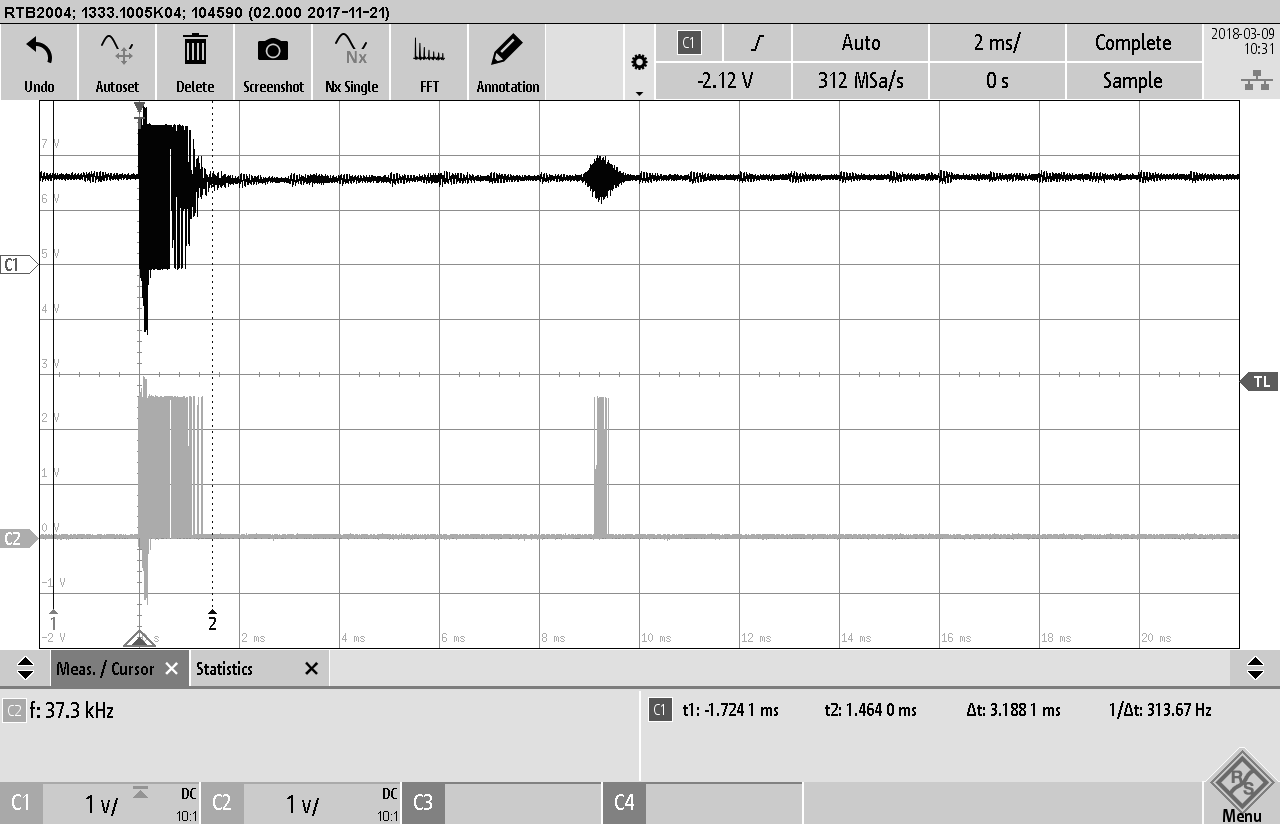 RTB2004; 1333.1005K04; 104590 (02.000 2017-11-21)
Undo
Autoset
Delete
Screenshot
Nx
Nx Single
FFT
Annotation
C1
Auto
2 ms/
Complete
2018-03-09
10:31
-2.12 V
312 MSa/s
0 s
Sample
T
7 V
6 V
5 V
C1
4 V
3 V
TL
2 V
1 V
0 V
C2
-1 V
1
2
-2 V
s
2 ms
4 ms
6 ms
8 ms
10 ms
12 ms
14 ms
16 ms
18 ms
20 ms
Meas. / Cursor
Statistics
C2 f: 37.3 kHz
C1 t1: -1.724 1 ms t2: 1.464 0 ms Δt: 3.188 1 ms 1/Δt: 313.67 Hz
C1 1 V/ DC 10:1
C2 1 V/ DC 10:1
C3
C4
R S
Menu